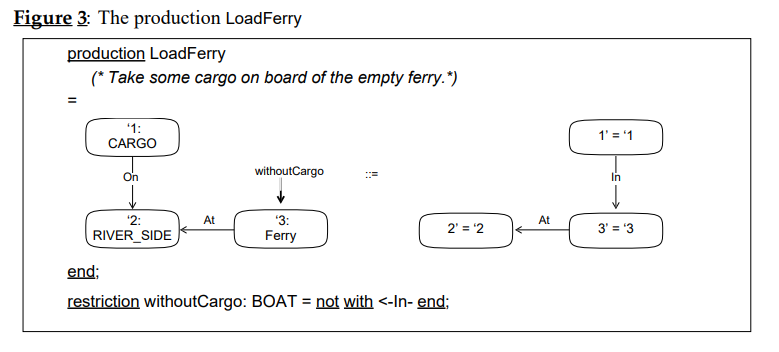 Figure 3: The production LoadFerry
production LoadFerry
(* Take some cargo on board of the empty ferry.*)
=
‘1:
CARGO
1’ = ‘1
On
withoutCargo
::=
In
‘2:
RIVER_SIDE
At
‘3:
Ferry
2’ = ‘2
At
3’ = ‘3
end;
restriction withoutCargo: BOAT = not with <-In- end;